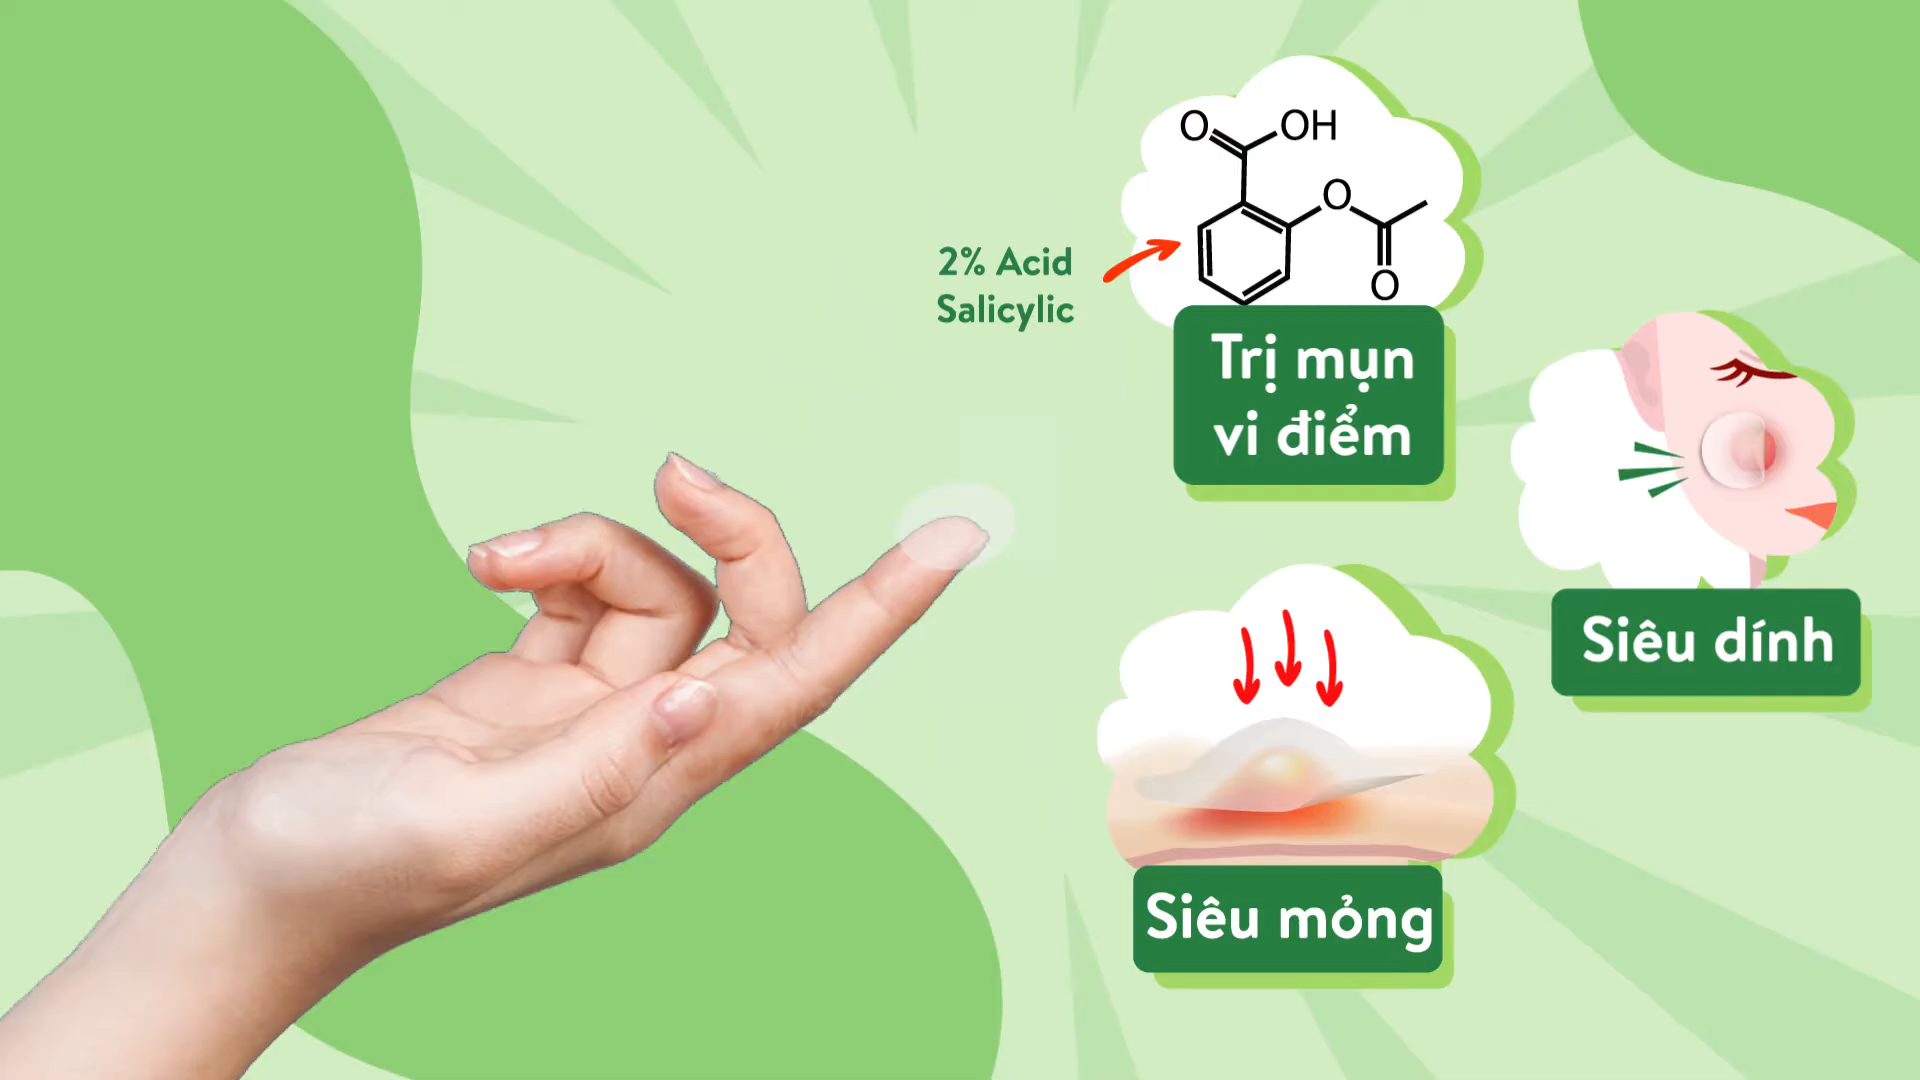 O OH
O
O
2% Acid
Salicylic
Trị mụn
vi điểm
Siêu dính
Siêu mỏng